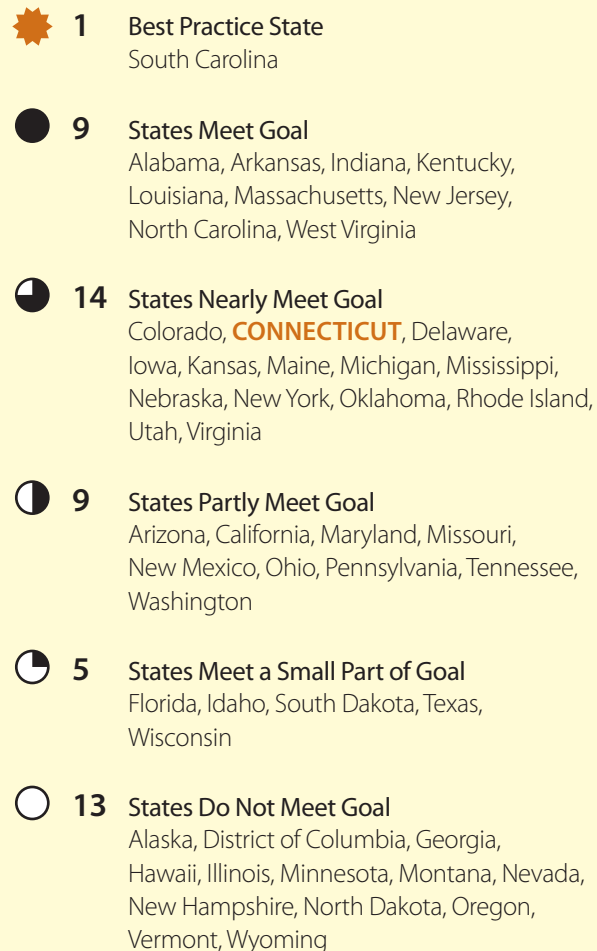 1 Best Practice State
South Carolina
9 States Meet Goal
Alabama, Arkansas, Indiana, Kentucky,
Louisiana, Massachusetts, New Jersey,
North Carolina, West Virginia
14 States Nearly Meet Goal
Colorado, CONNECTICUT, Delaware,
Iowa, Kansas, Maine, Michigan, Mississippi,
Nebraska, New York, Oklahoma, Rhode Island,
Utah, Virginia
9 States Partly Meet Goal
Arizona, California, Maryland, Missouri,
New Mexico, Ohio, Pennsylvania, Tennessee,
Washington
5 States Meet a Small Part of Goal
Florida, Idaho, South Dakota, Texas,
Wisconsin
13 States Do Not Meet Goal
Alaska, District of Columbia, Georgia,
Hawaii, Illinois, Minnesota, Montana, Nevada,
New Hampshire, North Dakota, Oregon,
Vermont, Wyoming